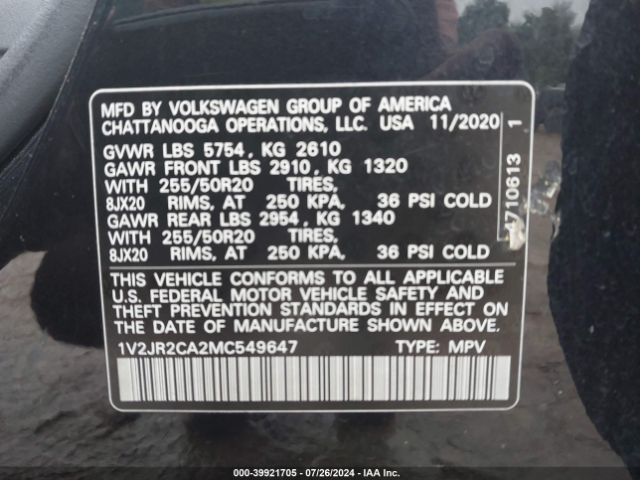 MFD BY VOLKSWAGEN GROUP OF AMERICA
CHATTANOOGA OPERATIONS, LLC. USA 11/2020
GVWR LBS 5754, KG 2610
GAWR FRONT LBS 2910, KG 1320
WITH 255/50R20 TIRES,
8JX20 RIMS, AT 250 KPA, 36 PSI COLD
GAWR REAR LBS 2954, KG 1340
WITH 255/50R20 TIRES,
8JX20 RIMS, AT 250 KPA, 36 PSI COLD
THIS VEHICLE CONFORMS TO ALL APPLICABLE
U.S. FEDERAL MOTOR VEHICLE SAFETY AND
THEFT PREVENTION STANDARDS IN EFFECT ON
THE DATE OF MANUFACTURE SHOWN ABOVE.
1V2JR2CA2MC549647 TYPE: MPV
710613 1
000-39921705 / 07/26/2024 / IAA Inc.